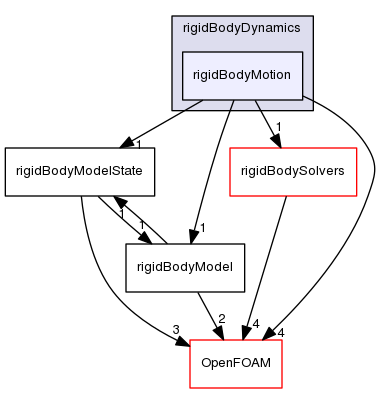 rigidBodyDynamics
rigidBodyMotion
1
1
rigidBodyModelState
rigidBodySolvers
1
1
1
rigidBodyModel
3
2
4
4
OpenFOAM